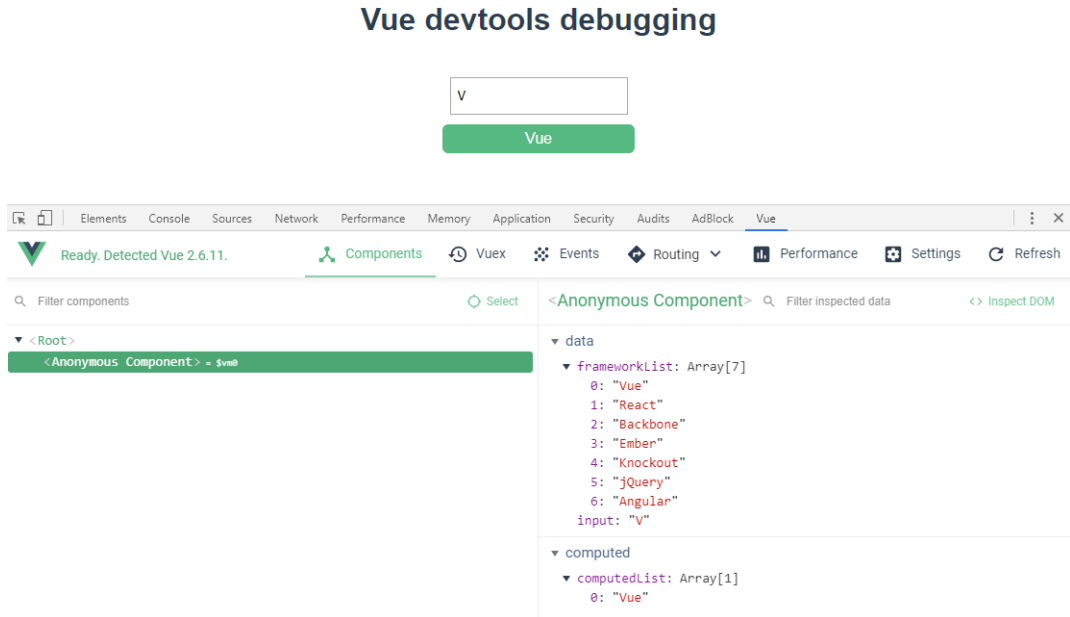 Vue devtools debugging
V
Vue
Elements Console Sources Network Performance Memory Application Security Audits AdBlock Vue
Ready. Detected Vue 2.6.11. Components Vuex Events Routing Performance Settings Refresh
Filter components Select <Anonymous Component> Filter inspected data <> Inspect DOM
<Root>
<Anonymous Component> = $vm0
data
frameworkList: Array[7]
0: "Vue"
1: "React"
2: "Backbone"
3: "Ember"
4: "Knockout"
5: "jQuery"
6: "Angular"
input: "V"
computed
computedList: Array[1]
0: "Vue"